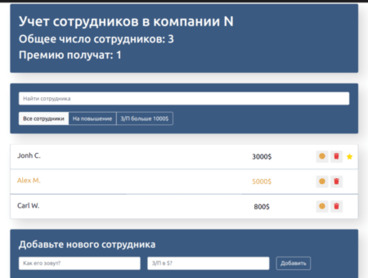 Учет сотрудников в компании N
Общее число сотрудников: 3
Премию получат: 1
Найти сотрудника
Все сотрудники На повышение З/П больше 1000$
Jonh C. 3000$
Alex M. 5000$
Carl W. 800$
Добавьте нового сотрудника
Как его зовут? З/П в $? Добавить